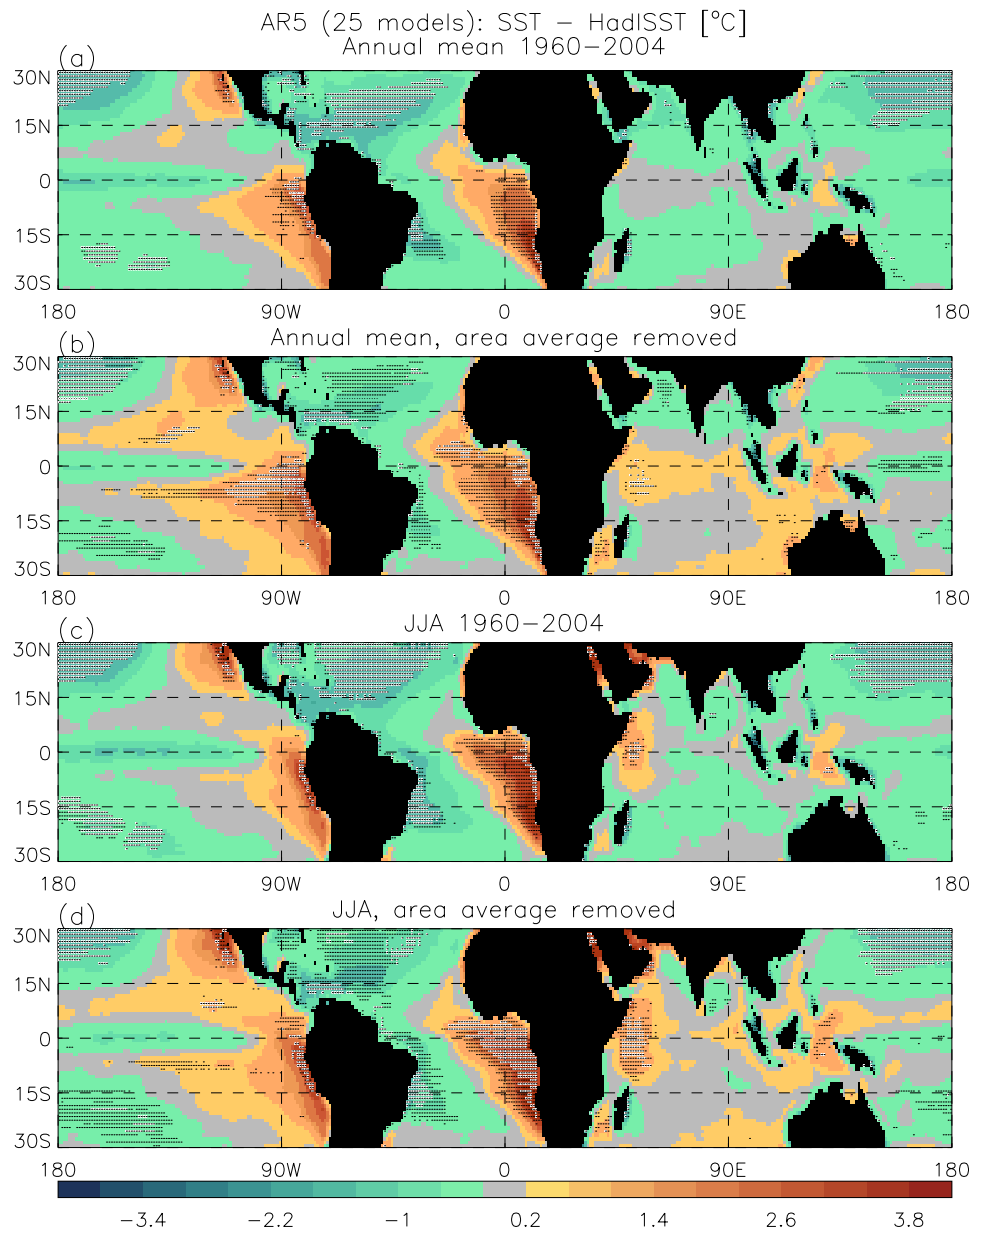 AR5 (25 models): SST − HadISST [°C]
Annual mean 1960−2004
(a)
30N
15N
0
15S
30S
180 90W 0 90E 180
Annual mean, area average removed
(b)
30N
15N
0
15S
30S
180 90W 0 90E 180
JJA 1960−2004
(c)
30N
15N
0
15S
30S
180 90W 0 90E 180
JJA, area average removed
(d)
30N
15N
0
15S
30S
180 90W 0 90E 180
−3.4 −2.2 −1 0.2 1.4 2.6 3.8